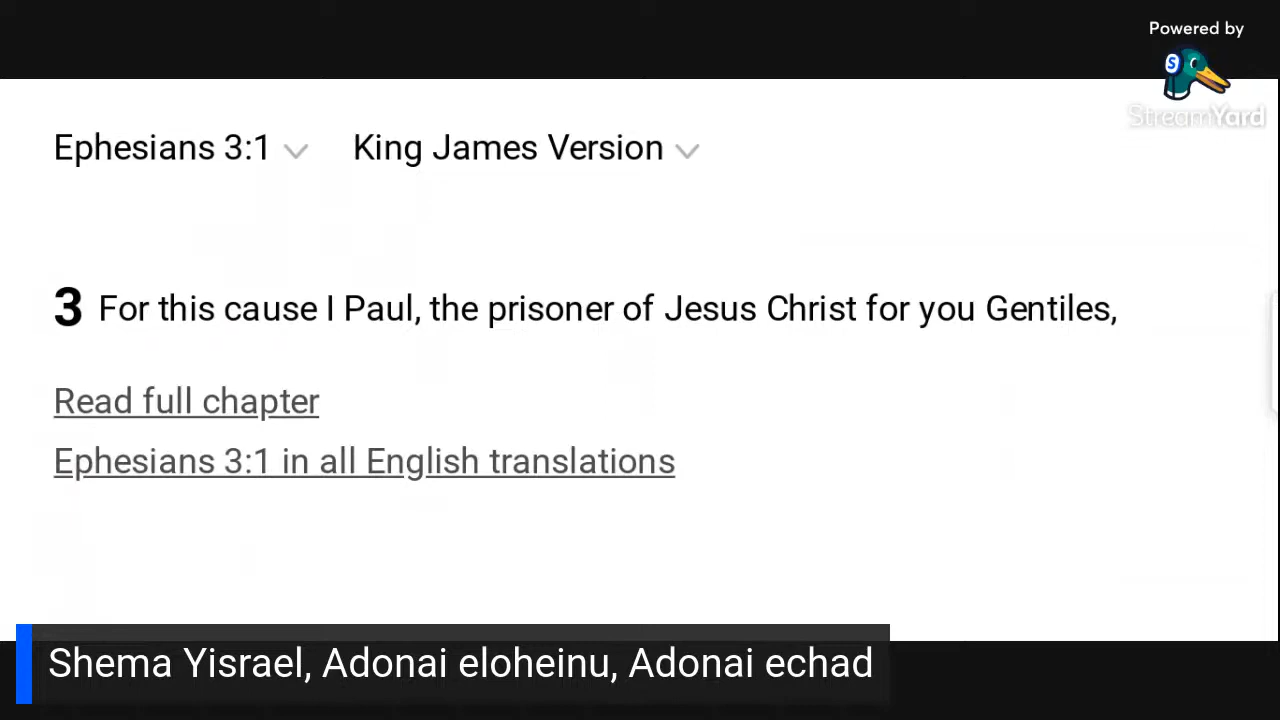 Powered by
S
StreamYard
Ephesians 3:1 King James Version
3 For this cause I Paul, the prisoner of Jesus Christ for you Gentiles,
Read full chapter
Ephesians 3:1 in all English translations
Shema Yisrael, Adonai eloheinu, Adonai echad